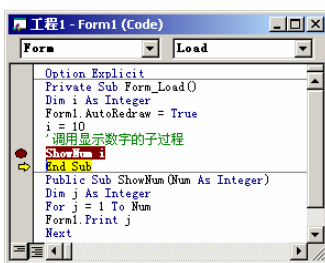 工程1 - Form1 (Code)
Form Load
Option Explicit
Private Sub Form_Load()
Dim i As Integer
Form1.AutoRedraw = True
i = 10
'调用显示数字的子过程
ShowNum i
End Sub
Public Sub ShowNum(Num As Integer)
Dim j As Integer
For j = 1 To Num
Form1.Print j
Next